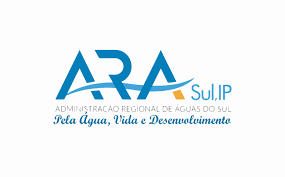 ARA Sul,IP
ADMINISTRAÇÃO REGIONAL DE ÁGUAS DO SUL
Pela Água, Vida e Desenvolvimento